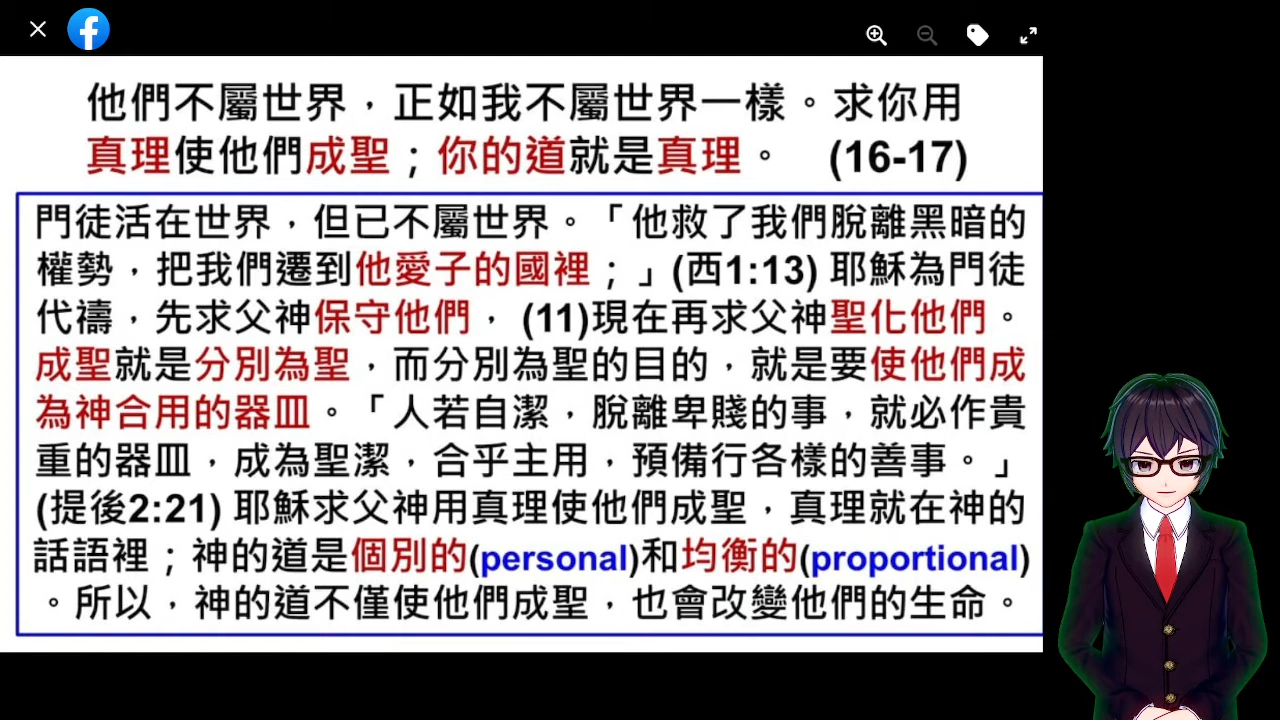 他們不屬世界，正如我不屬世界一樣。求你用
真理使他們成聖；你的道就是真理。 (16-17)
門徒活在世界，但已不屬世界。「他救了我們脫離黑暗的
權勢，把我們遷到他愛子的國裡；」(西1:13) 耶穌為門徒
代禱，先求父神保守他們， (11)現在再求父神聖化他們。
成聖就是分別為聖，而分別為聖的目的，就是要使他們成
為神合用的器皿。「人若自潔，脫離卑賤的事，就必作貴
重的器皿，成為聖潔，合乎主用，預備行各樣的善事。」
(提後2:21) 耶穌求父神用真理使他們成聖，真理就在神的
話語裡；神的道是個別的(personal)和均衡的(proportional)
。所以，神的道不僅使他們成聖，也會改變他們的生命。